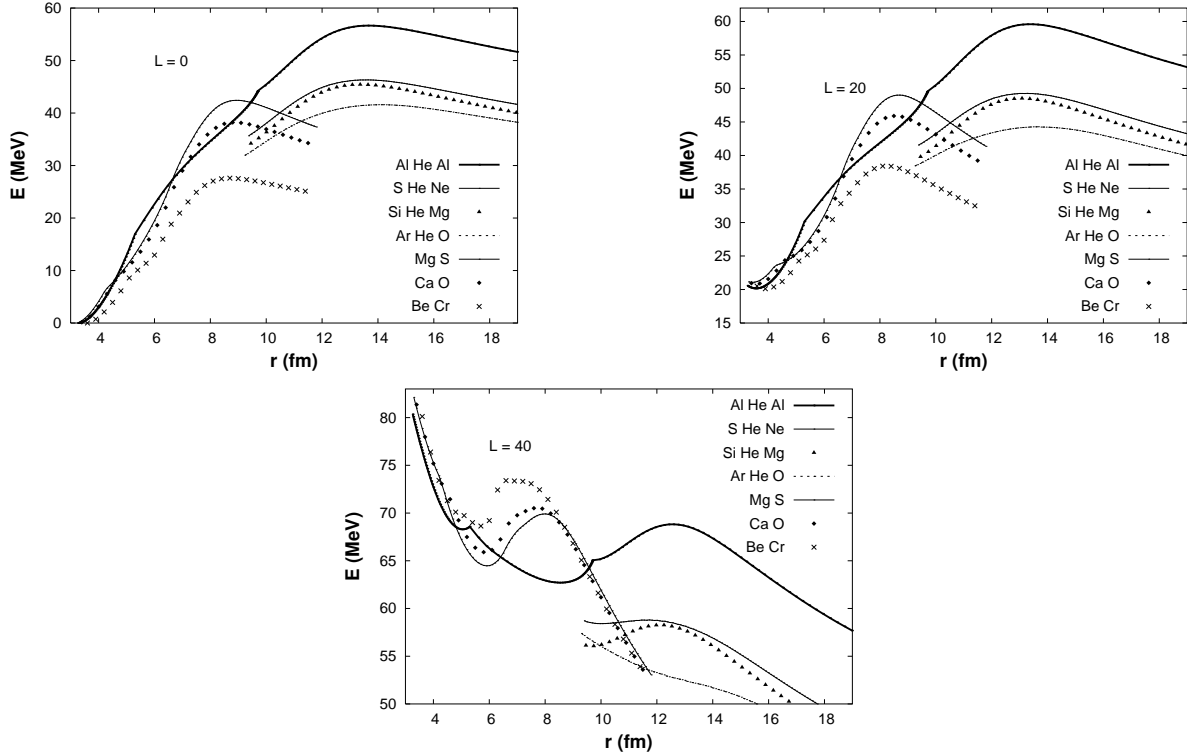 60
50
40
30
20
10
0
E (MeV)
L = 0
Al He Al
S He Ne
Si He Mg
Ar He O
Mg S
Ca O
Be Cr
4 6 8 10 12 14 16 18
r (fm)
60
55
50
45
40
35
30
25
20
15
E (MeV)
L = 20
Al He Al
S He Ne
Si He Mg
Ar He O
Mg S
Ca O
Be Cr
4 6 8 10 12 14 16 18
r (fm)
80
75
70
65
60
55
50
E (MeV)
L = 40
Al He Al
S He Ne
Si He Mg
Ar He O
Mg S
Ca O
Be Cr
4 6 8 10 12 14 16 18
r (fm)